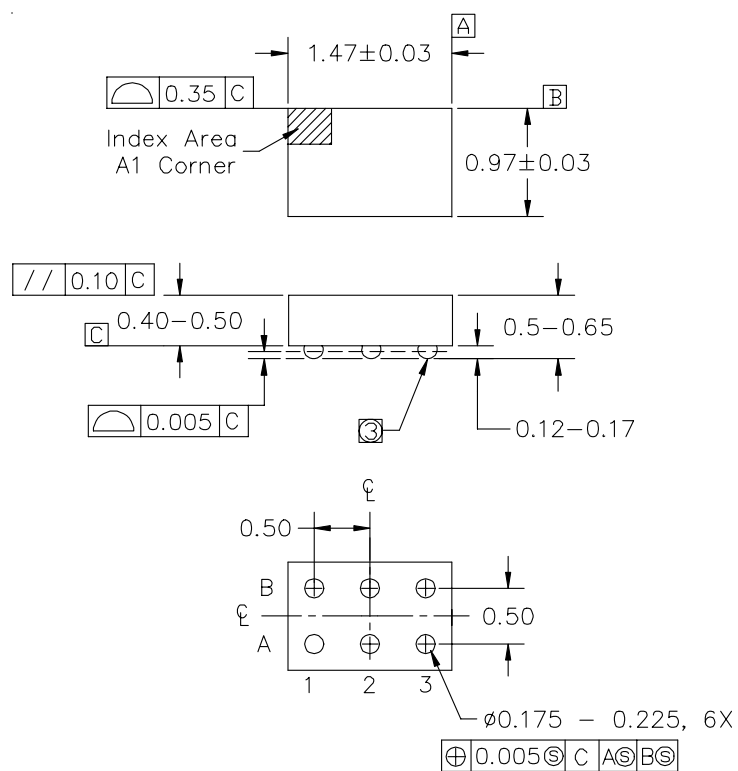 A
1.47±0.03
⌓ 0.35 C
B
Index Area
A1 Corner
0.97±0.03
// 0.10 C
0.40-0.50
C
0.5-0.65
⌓ 0.005 C
3
0.12-0.17
℄
0.50
B
℄
0.50
A
1 2 3
⌀0.175 - 0.225, 6X
⌖ 0.005Ⓢ C AⓈ BⓈ